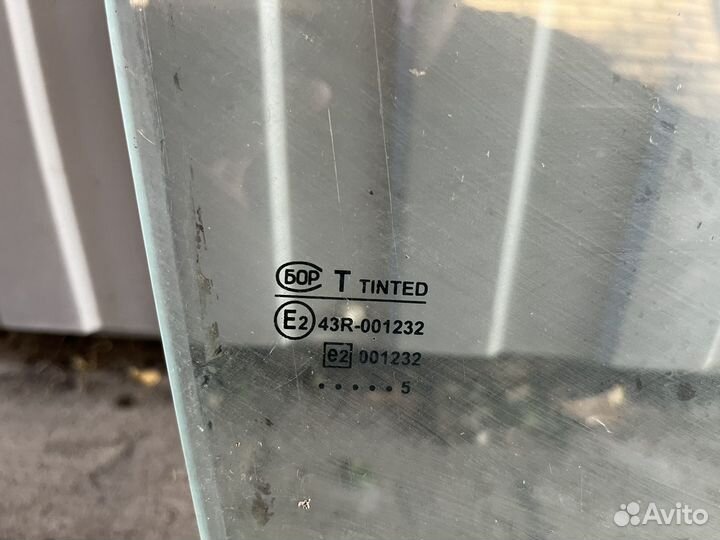 БОР T TINTED
E2 43R-001232
e2 001232
• • • • • 5
Avito